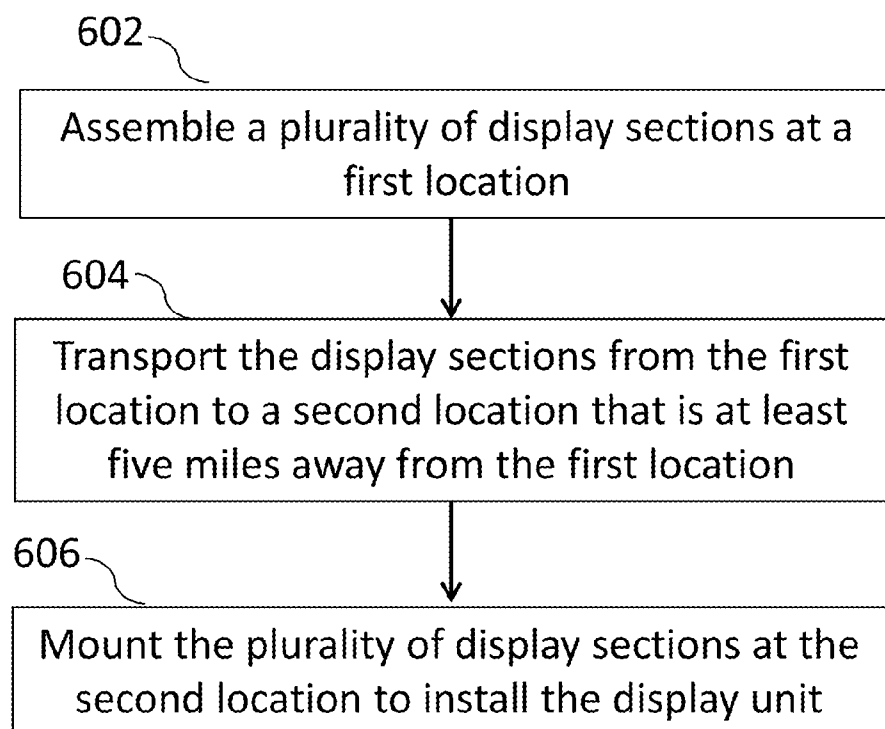 602
Assemble a plurality of display sections at a
first location
604
Transport the display sections from the first
location to a second location that is at least
five miles away from the first location
606
Mount the plurality of display sections at the
second location to install the display unit